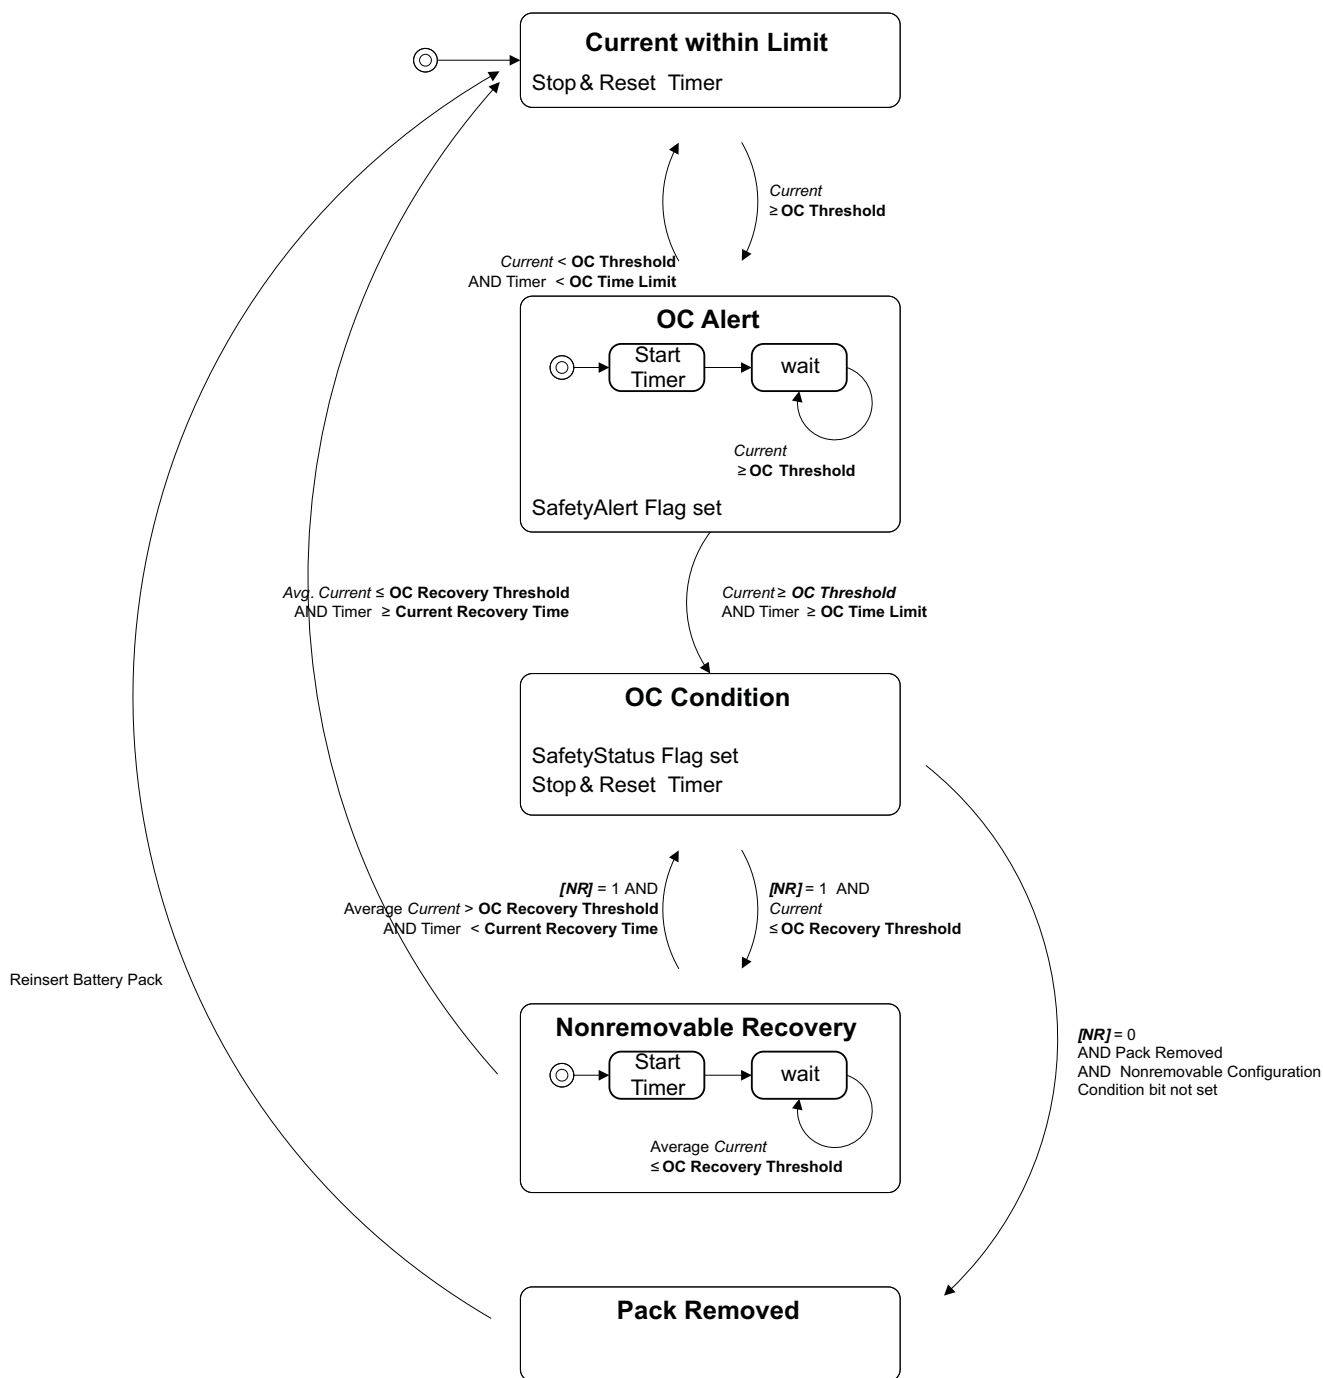 Current within Limit
Stop & Reset Timer
Current
≥ OC Threshold
Current < OC Threshold
AND Timer < OC Time Limit
OC Alert
Start
Timer
wait
Current
≥ OC Threshold
SafetyAlert Flag set
Avg. Current ≤ OC Recovery Threshold
AND Timer ≥ Current Recovery Time
Current ≥ OC Threshold
AND Timer ≥ OC Time Limit
OC Condition
SafetyStatus Flag set
Stop & Reset Timer
[NR] = 1 AND
Average Current > OC Recovery Threshold
AND Timer < Current Recovery Time
[NR] = 1 AND
Current
≤ OC Recovery Threshold
Reinsert Battery Pack
Nonremovable Recovery
Start
Timer
wait
Average Current
≤ OC Recovery Threshold
[NR] = 0
AND Pack Removed
AND Nonremovable Configuration
Condition bit not set
Pack Removed